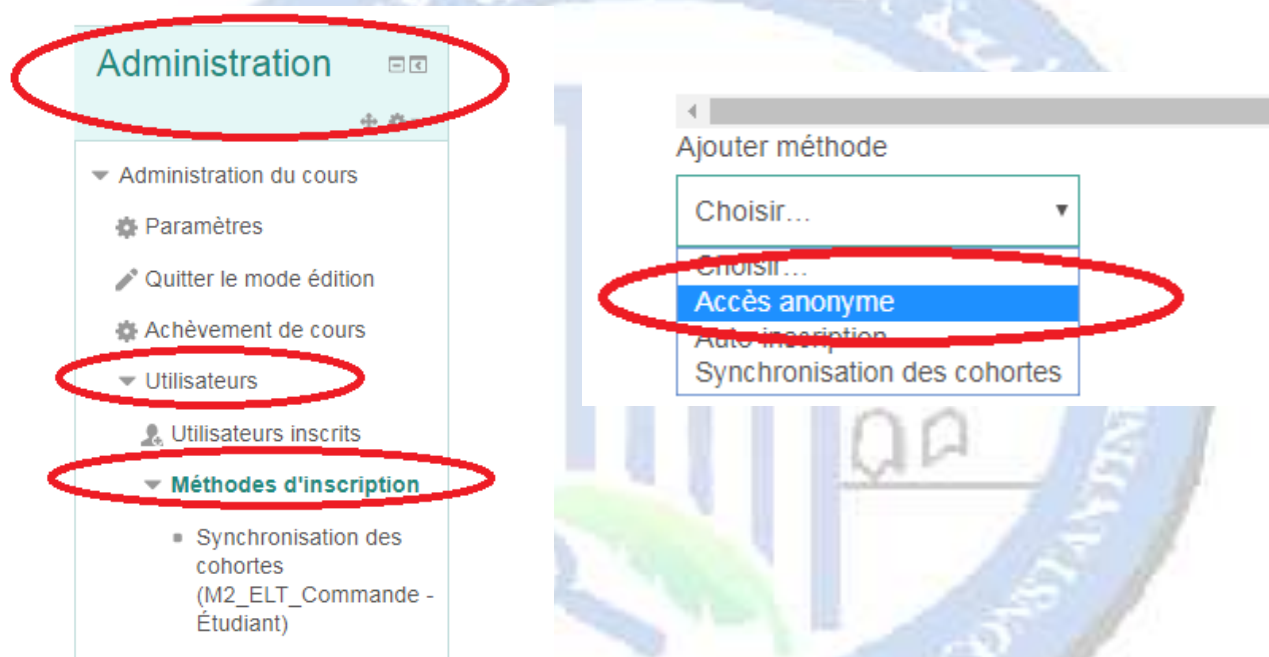 Administration
Administration du cours
Paramètres
Quitter le mode édition
Achèvement de cours
Utilisateurs
Utilisateurs inscrits
Méthodes d'inscription
Synchronisation des
cohortes
(M2_ELT_Commande -
Étudiant)
Ajouter méthode
Choisir...
Choisir...
Accès anonyme
Auto-inscription
Synchronisation des cohortes